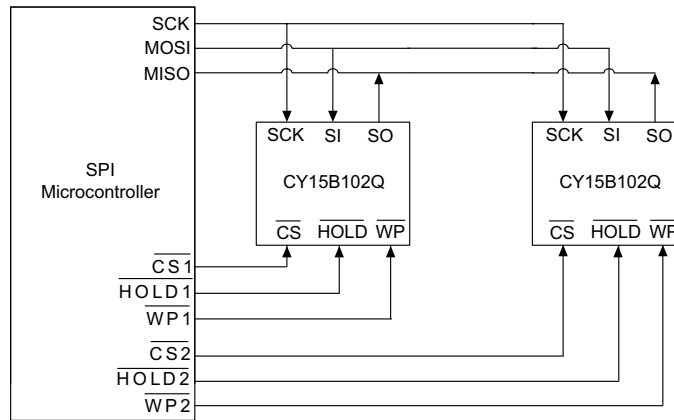 SCK
MOSI
MISO
SPI
Microcontroller
CS1
HOLD1
WP1
CS2
HOLD2
WP2
SCK SI SO
CY15B102Q
CS HOLD WP
SCK SI SO
CY15B102Q
CS HOLD WP